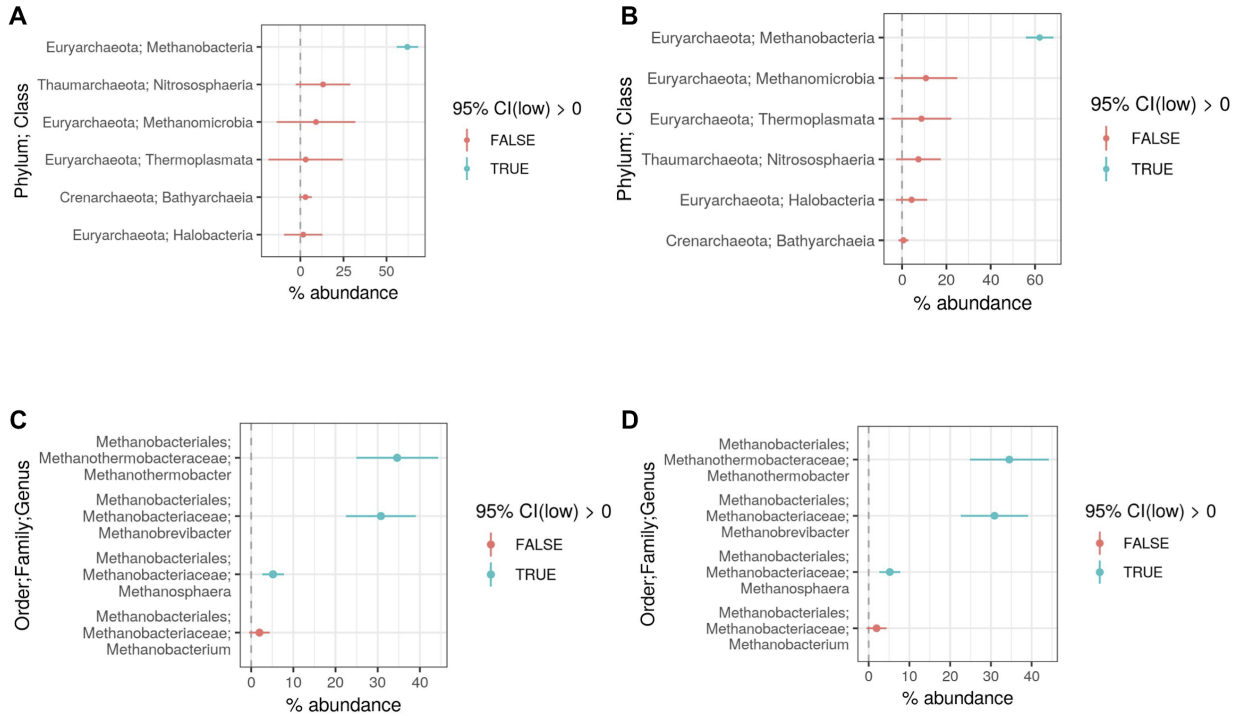 A
Phylum; Class
Euryarchaeota; Methanobacteria
Thaumarchaeota; Nitrososphaeria
Euryarchaeota; Methanomicrobia
Euryarchaeota; Thermoplasmata
Crenarchaeota; Bathyarchaeia
Euryarchaeota; Halobacteria
0 25 50
% abundance
95% CI(low) > 0
FALSE
TRUE
B
Phylum; Class
Euryarchaeota; Methanobacteria
Euryarchaeota; Methanomicrobia
Euryarchaeota; Thermoplasmata
Thaumarchaeota; Nitrososphaeria
Euryarchaeota; Halobacteria
Crenarchaeota; Bathyarchaeia
0 20 40 60
% abundance
95% CI(low) > 0
FALSE
TRUE
C
Order;Family;Genus
Methanobacteriales;
Methanothermobacteraceae;
Methanothermobacter
Methanobacteriales;
Methanobacteriaceae;
Methanobrevibacter
Methanobacteriales;
Methanobacteriaceae;
Methanosphaera
Methanobacteriales;
Methanobacteriaceae;
Methanobacterium
0 10 20 30 40
% abundance
95% CI(low) > 0
FALSE
TRUE
D
Order;Family;Genus
Methanobacteriales;
Methanothermobacteraceae;
Methanothermobacter
Methanobacteriales;
Methanobacteriaceae;
Methanobrevibacter
Methanobacteriales;
Methanobacteriaceae;
Methanosphaera
Methanobacteriales;
Methanobacteriaceae;
Methanobacterium
0 10 20 30 40
% abundance
95% CI(low) > 0
FALSE
TRUE